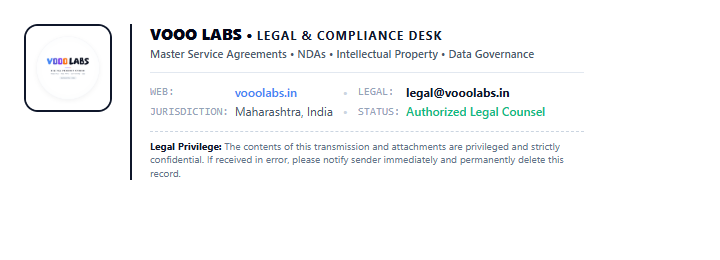 VOOO LABS
VOOO LABS • LEGAL & COMPLIANCE DESK
Master Service Agreements • NDAs • Intellectual Property • Data Governance
WEB: vooolabs.in • LEGAL: legal@vooolabs.in
JURISDICTION: Maharashtra, India • STATUS: Authorized Legal Counsel
Legal Privilege: The contents of this transmission and attachments are privileged and strictly
confidential. If received in error, please notify sender immediately and permanently delete this
record.